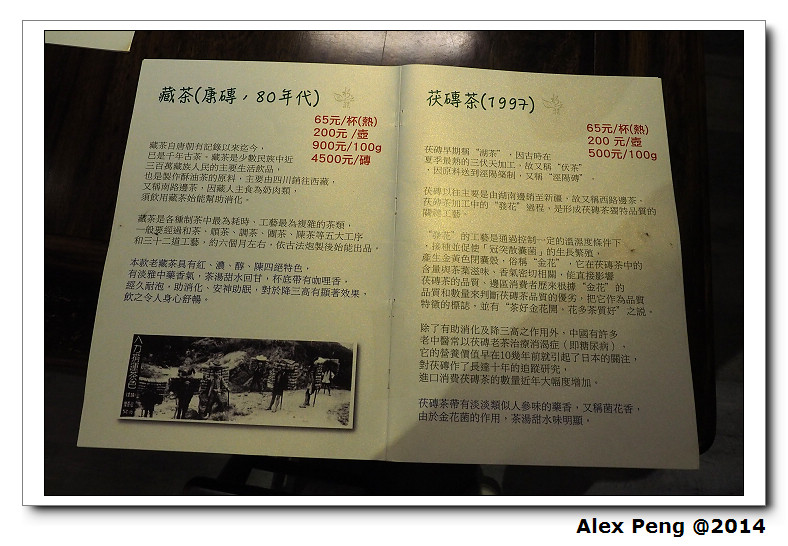 藏茶(康磚，80年代)
65元/杯(熱)
200元 /壺
900元/100g
4500元/磚
藏茶自唐朝有記錄以來迄今，
已是千年古茶。藏茶是少數民族中近
三百萬藏族人民的主要生活飲品，
也是製作酥油茶的原料，主要由四川銷往西藏，
又稱南路邊茶，因藏人主食為奶肉類，
須飲用藏茶始能幫助消化。
藏茶是各種制茶中最為耗時、工藝最為複雜的茶類，
一般要經過和茶、順茶、調茶、團茶、陳茶等五大工序
和三十二道工藝，約六個月左右，依古法炮製後始能出品。
本款老藏茶具有紅、濃、醇、陳四絕特色，
有淡雅中藥香氣，茶湯甜水回甘，杯底帶有咖哩香，
經久耐泡，助消化、安神助眠，對於降三高有顯著效果，
飲之令人身心舒暢。
人力背運茶包
茯磚茶(1997)
65元/杯(熱)
200 元/壺
500元/100g
茯磚早期稱“湖茶”，因古時在
夏季最熱的三伏天加工，故又稱“伏茶”
，因原料送到涇陽築制，又稱“涇陽磚”。
茯磚以往主要是由湖南邊銷至新疆，故又稱西路邊茶。
茯磚茶加工中的“發花”過程，是形成茯磚茶獨特品質的
關鍵工藝。
“發花”的工藝是通過控制一定的溫濕度條件下
，接種並促使「冠突散囊菌」的生長繁殖，
產生金黃色閉囊殼，俗稱“金花”，它在茯磚茶中的
含量與茶葉滋味、香氣密切相關，能直接影響
茯磚茶的品質。邊區消費者歷來根據“金花”的
品質和數量來判斷茯磚茶品質的優劣，把它作為品質
特徵的標誌，並有“茶好金花開，花多茶質好”之說。
除了有助消化及降三高之作用外，中國有許多
老中醫常以茯磚老茶治療消渴症（即糖尿病）。
它的營養價值早在10幾年前就引起了日本的關注，
對茯磚作了長達十年的追蹤研究，
進口消費茯磚茶的數量近年大幅度增加。
茯磚茶帶有淡淡類似人參味的藥香，又稱菌花香，
由於金花菌的作用，茶湯甜水味明顯，
Alex Peng @2014